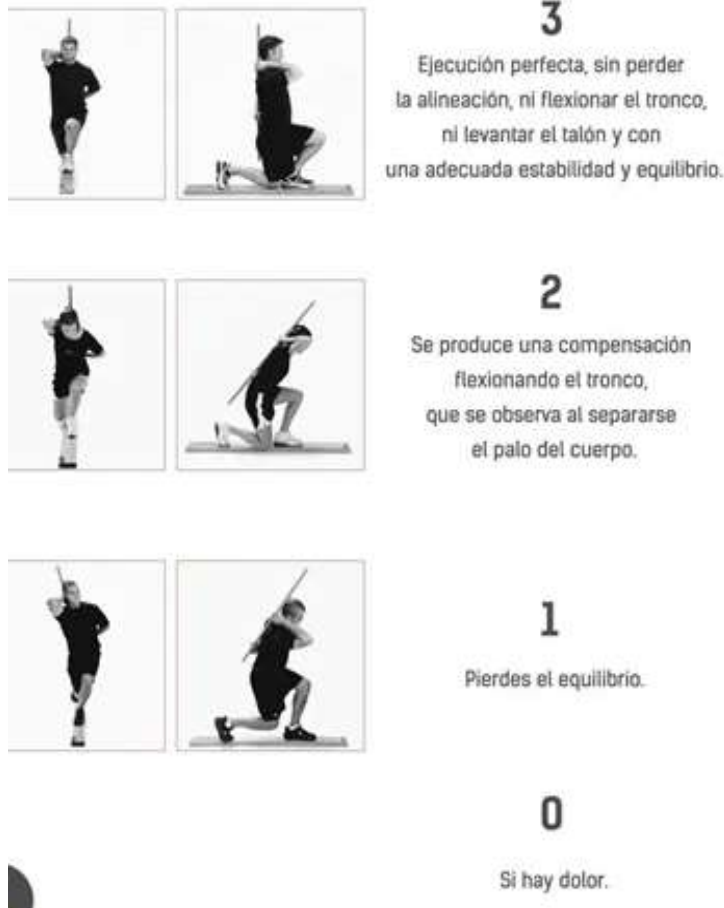 3
Ejecución perfecta, sin perder
la alineación, ni flexionar el tronco,
ni levantar el talón y con
una adecuada estabilidad y equilibrio.
2
Se produce una compensación
flexionando el tronco,
que se observa al separarse
el palo del cuerpo.
1
Pierdes el equilibrio.
0
Si hay dolor.